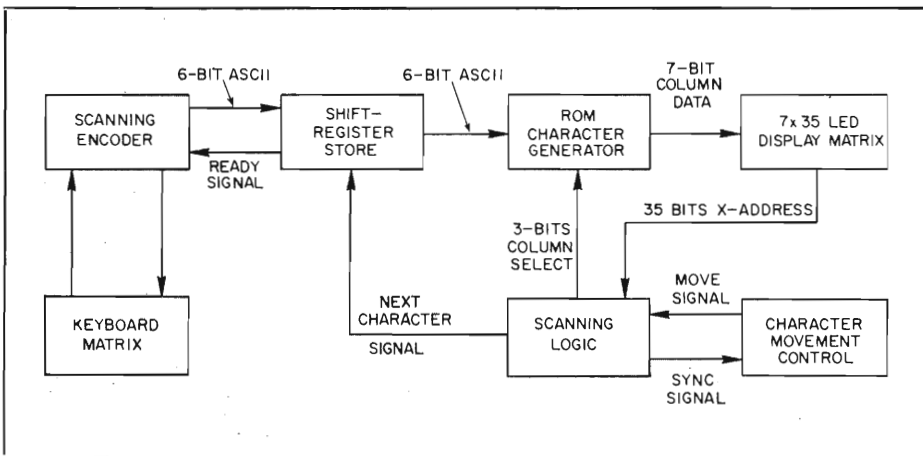 6-BIT ASCII
6-BIT ASCII
7-BIT
COLUMN
DATA
SCANNING
ENCODER
SHIFT-
REGISTER
STORE
ROM
CHARACTER
GENERATOR
7x35 LED
DISPLAY MATRIX
READY
SIGNAL
35 BITS X-ADDRESS
3-BITS
COLUMN
SELECT
MOVE
SIGNAL
KEYBOARD
MATRIX
NEXT
CHARACTER
SIGNAL
SCANNING
LOGIC
CHARACTER
MOVEMENT
CONTROL
SYNC
SIGNAL